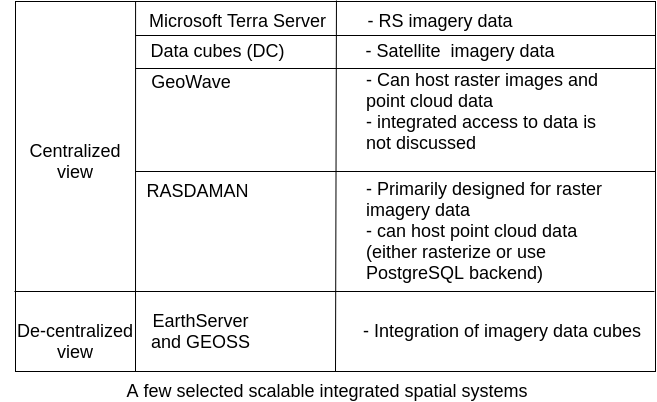 Centralized
view
Microsoft Terra Server
- RS imagery data
Data cubes (DC)
- Satellite  imagery data
GeoWave
- Can host raster images and
point cloud data
- integrated access to data is
not discussed
RASDAMAN
- Primarily designed for raster
imagery data
- can host point cloud data
(either rasterize or use
PostgreSQL backend)
De-centralized
view
EarthServer
and GEOSS
- Integration of imagery data cubes
A few selected scalable integrated spatial systems